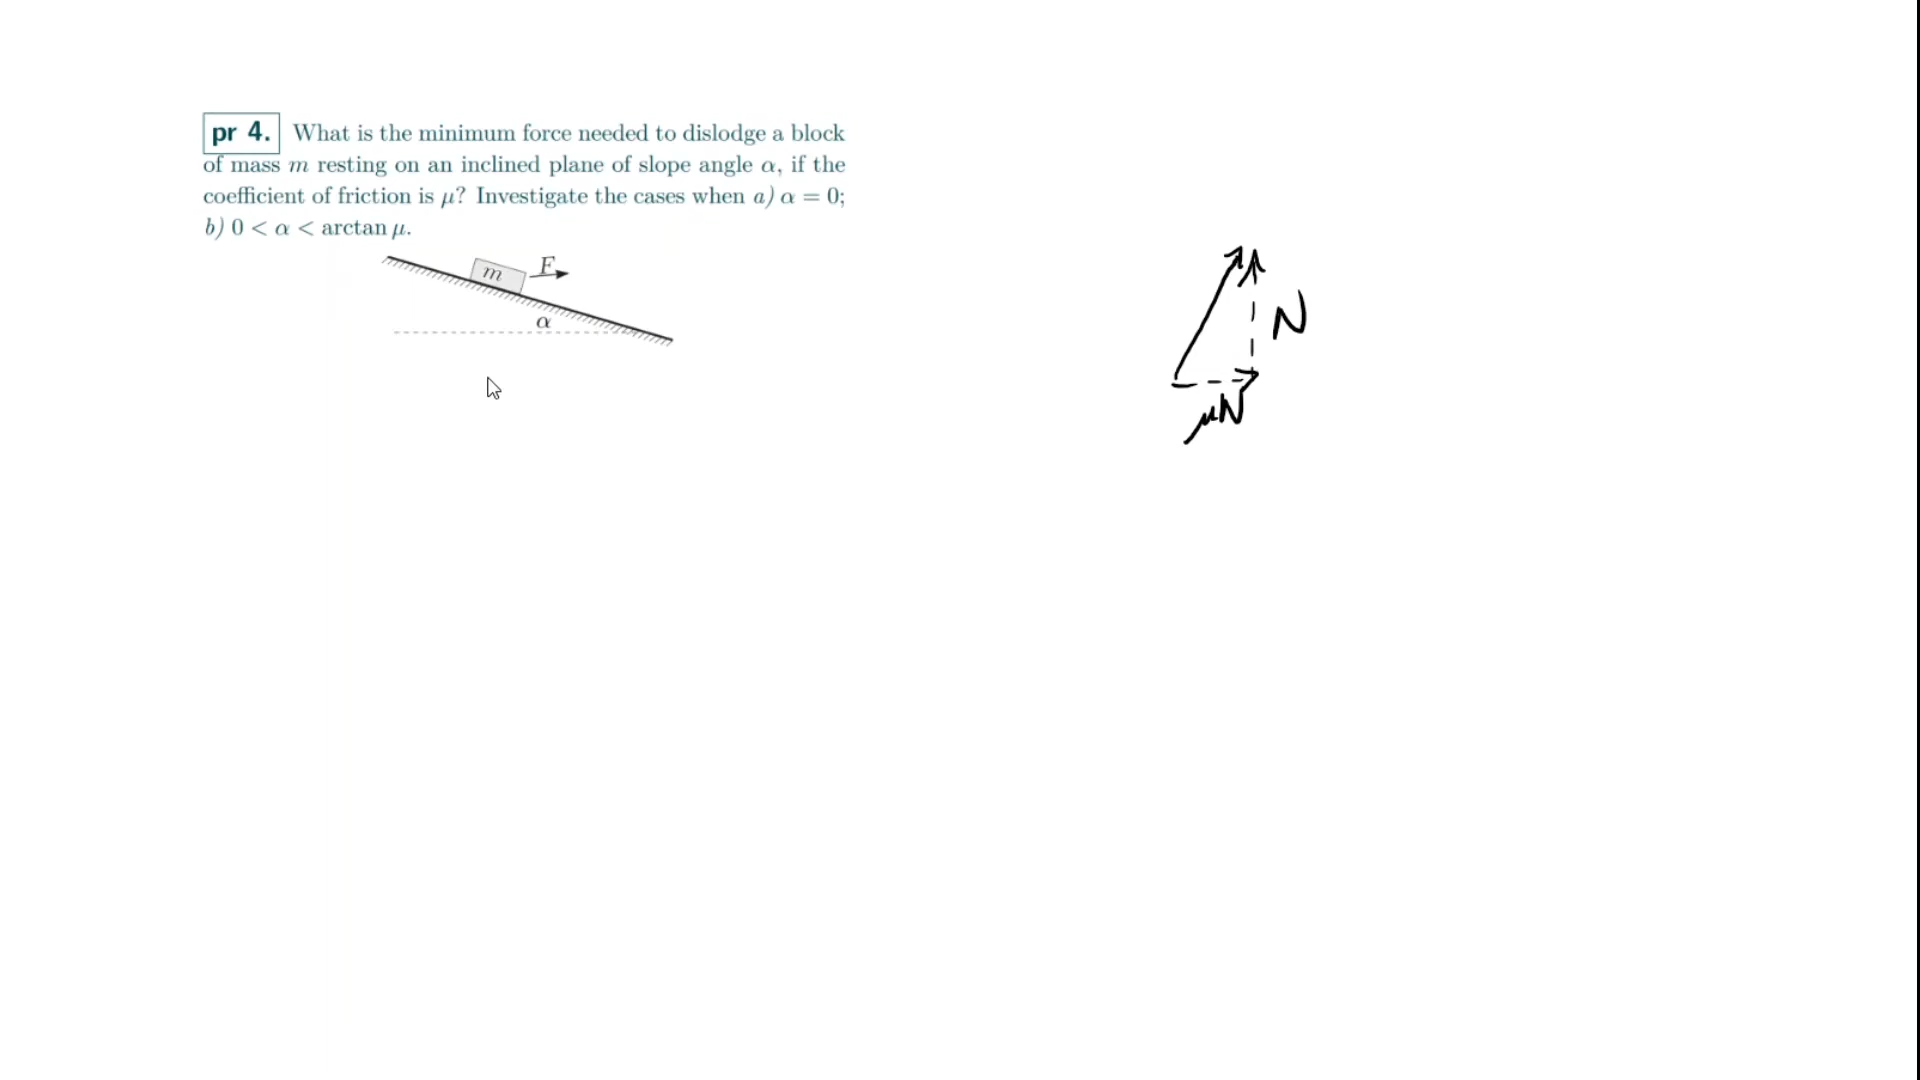 pr 4. What is the minimum force needed to dislodge a block
of mass m resting on an inclined plane of slope angle α, if the
coefficient of friction is μ? Investigate the cases when a) α = 0;
b) 0 < α < arctan μ.
m
F
α
N
μN